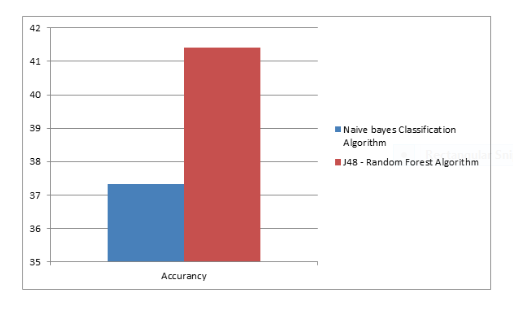 42
41
40
39
38
37
36
35
Accurancy
Naive bayes Classification
Algorithm
J48 - Random Forest Algorithm